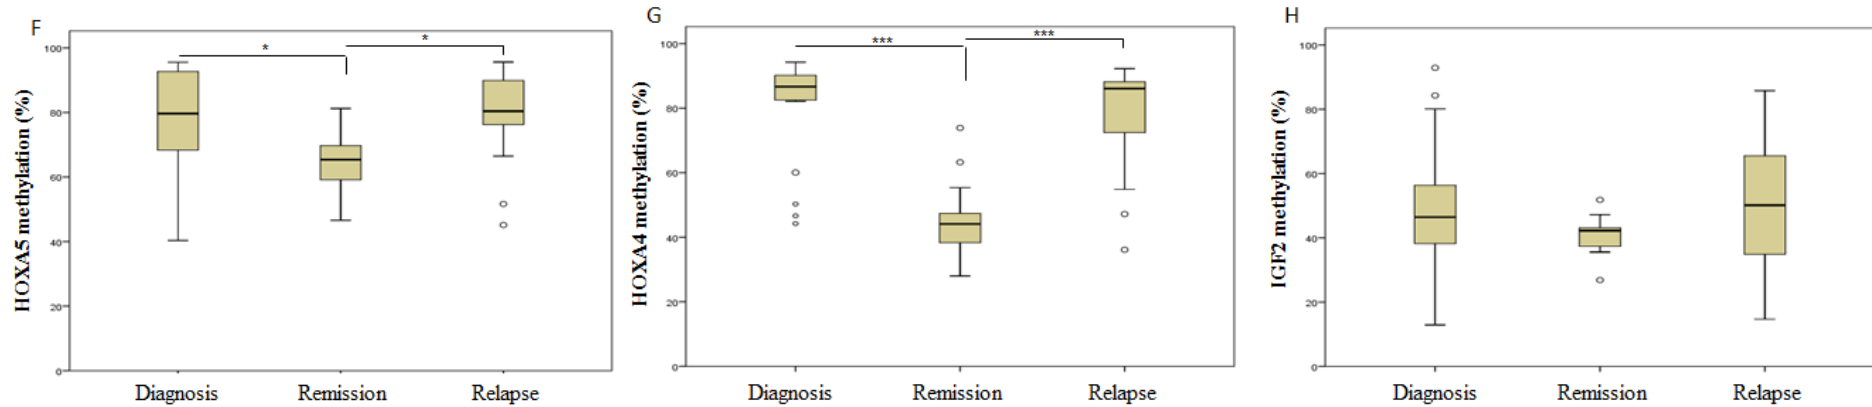 F
HOXA5 methylation (%)
100
80
60
40
20
0
* *
Diagnosis Remission Relapse
G
HOXA4 methylation (%)
100
80
60
40
20
0
*** ***
Diagnosis Remission Relapse
H
IGF2 methylation (%)
100
80
60
40
20
0
Diagnosis Remission Relapse